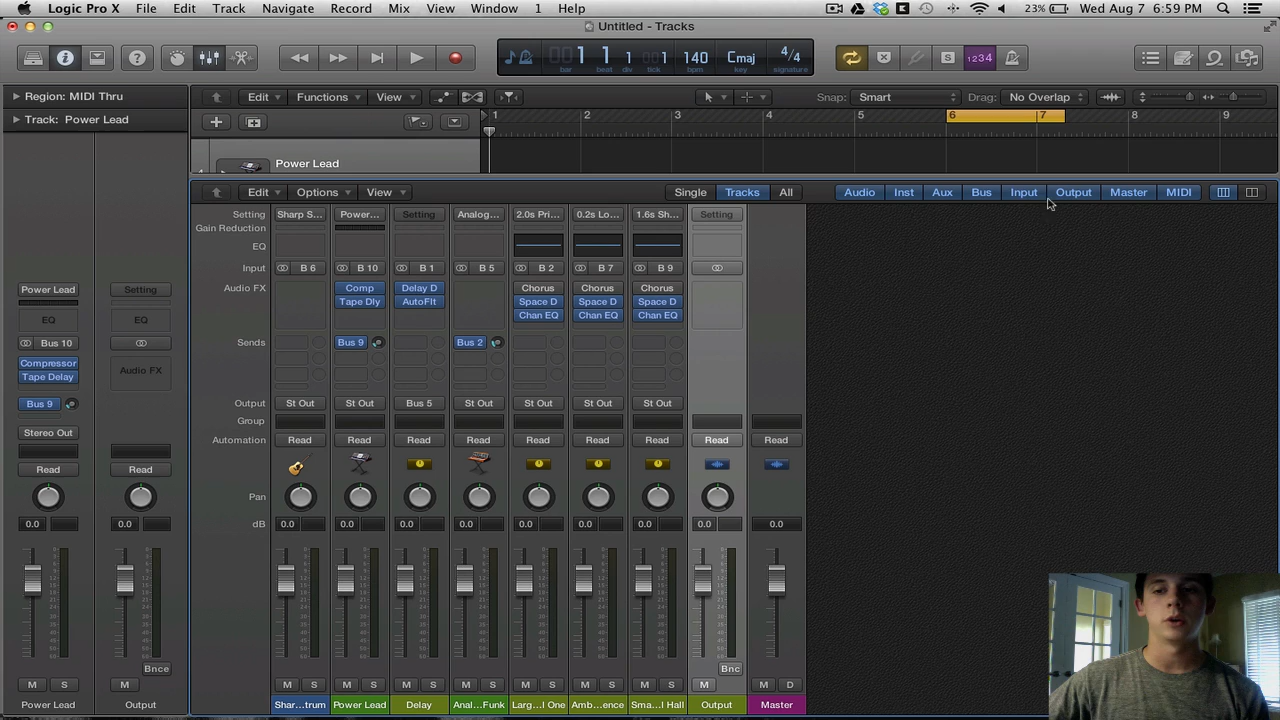 Logic Pro X File Edit Track Navigate Record Mix View Window 1 Help 23% Wed Aug 7 6:59 PM
Untitled - Tracks
1 1 1 1 140 Cmaj 4/4
bar beat div tick bpm key signature
S 1234
Region: MIDI Thru
Edit Functions View Snap: Smart Drag: No Overlap
Track: Power Lead
1 2 3 4 5 6 7 8 9
Power Lead
Edit Options View Single Tracks All Audio Inst Aux Bus Input Output Master MIDI
Setting Sharp S... Power... Setting Analog... 2.0s Pri... 0.2s Lo... 1.6s Sh... Setting
Gain Reduction
EQ
Input B 6 B 10 B 1 B 5 B 2 B 7 B 9
Audio FX Comp Delay D Chorus Chorus Chorus
Tape Dly AutoFlt Space D Space D Space D
Chan EQ Chan EQ Chan EQ
Sends Bus 9 Bus 2
Output St Out St Out Bus 5 St Out St Out St Out St Out
Group
Automation Read Read Read Read Read Read Read Read Read
Pan
dB 0.0 0.0 0.0 0.0 0.0 0.0 0.0 0.0 0.0
Bnc
M S M S M S M S M S M S M S M M D
Shar...trum Power Lead Delay Anal...Funk Larg...l One Amb...ence Sma...l Hall Output Master
Power Lead Setting
EQ EQ
Bus 10
Compressor Audio FX
Tape Delay
Bus 9
Stereo Out
Read Read
0.0 0.0
Bnce
M S M
Power Lead Output